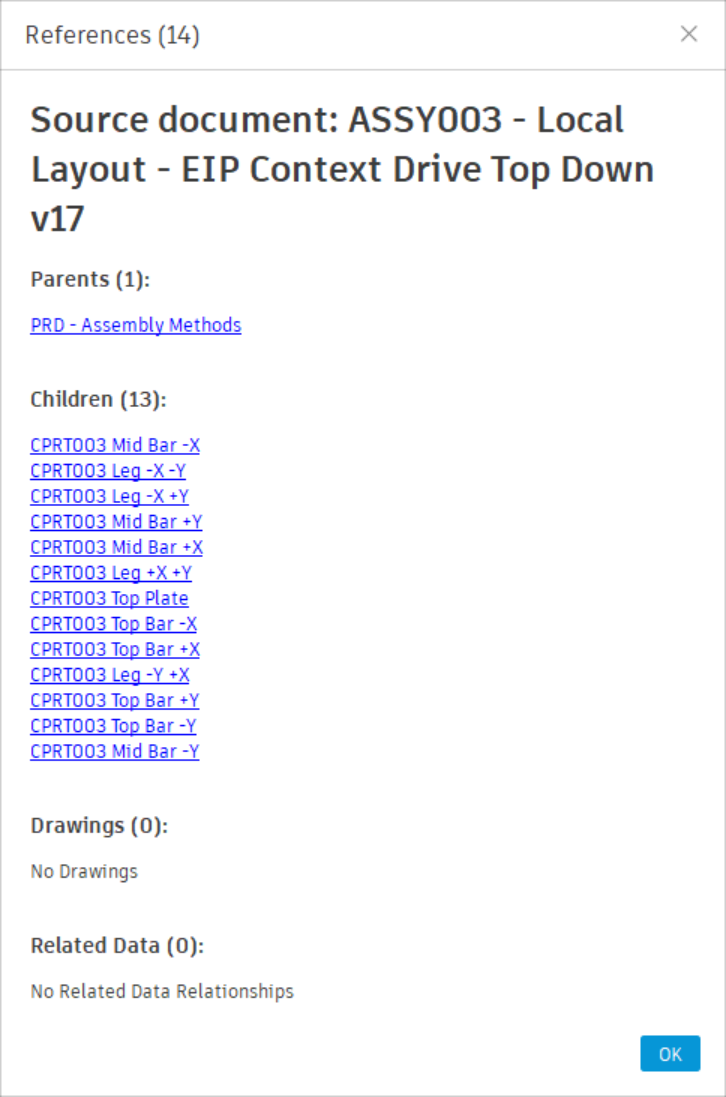 References (14)
Source document: ASSY003 - Local
Layout - EIP Context Drive Top Down
v17
Parents (1):
PRD - Assembly Methods
Children (13):
CPRT003 Mid Bar -X
CPRT003 Leg -X -Y
CPRT003 Leg -X +Y
CPRT003 Mid Bar +Y
CPRT003 Mid Bar +X
CPRT003 Leg +X +Y
CPRT003 Top Plate
CPRT003 Top Bar -X
CPRT003 Top Bar +X
CPRT003 Leg -Y +X
CPRT003 Top Bar +Y
CPRT003 Top Bar -Y
CPRT003 Mid Bar -Y
Drawings (0):
No Drawings
Related Data (0):
No Related Data Relationships
OK